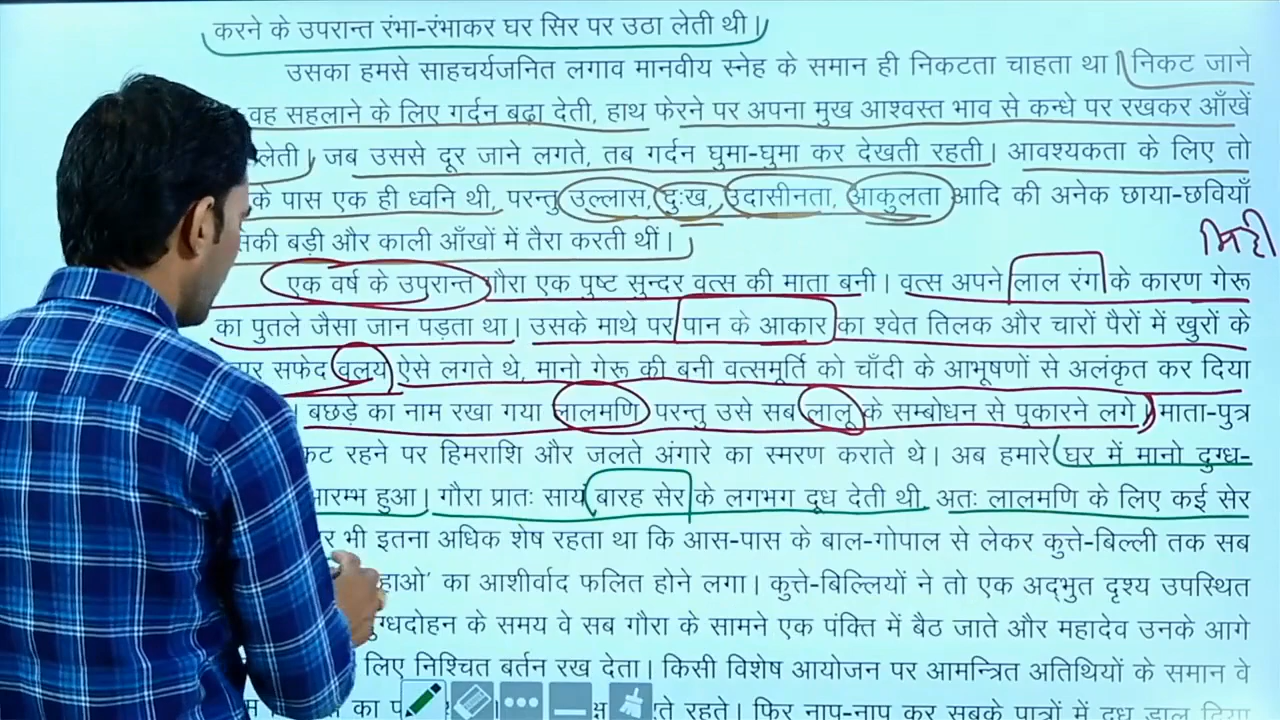 करने के उपरान्त रंभा-रंभाकर घर सिर पर उठा लेती थी।
उसका हमसे साहचर्यजनित लगाव मानवीय स्नेह के समान ही निकटता चाहता था। निकट जाने
वह सहलाने के लिए गर्दन बढ़ा देती, हाथ फेरने पर अपना मुख आश्वस्त भाव से कन्धे पर रखकर आँखें
लेती। जब उससे दूर जाने लगते, तब गर्दन घुमा-घुमा कर देखती रहती। आवश्यकता के लिए तो
के पास एक ही ध्वनि थी, परन्तु उल्लास, दुःख, उदासीनता, आकुलता आदि की अनेक छाया-छवियाँ
सकी बड़ी और काली आँखों में तैरा करती थीं।
मिट्टी
एक वर्ष के उपरान्त गौरा एक पुष्ट सुन्दर वत्स की माता बनी। वत्स अपने लाल रंग के कारण गेरू
का पुतले जैसा जान पड़ता था। उसके माथे पर पान के आकार का श्वेत तिलक और चारों पैरों में खुरों के
पर सफेद वलय ऐसे लगते थे, मानो गेरू की बनी वत्समूर्ति को चाँदी के आभूषणों से अलंकृत कर दिया
। बछड़े का नाम रखा गया लालमणि परन्तु उसे सब लालू के सम्बोधन से पुकारने लगे। माता-पुत्र
कट रहने पर हिमराशि और जलते अंगारे का स्मरण कराते थे। अब हमारे घर में मानो दुग्ध-
आरम्भ हुआ। गौरा प्रातः सायं बारह सेर के लगभग दूध देती थी, अतः लालमणि के लिए कई सेर
र भी इतना अधिक शेष रहता था कि आस-पास के बाल-गोपाल से लेकर कुत्ते-बिल्ली तक सब
हाओ' का आशीर्वाद फलित होने लगा। कुत्ते-बिल्लियों ने तो एक अद्‌भुत दृश्य उपस्थित
ुग्धदोहन के समय वे सब गौरा के सामने एक पंक्ति में बैठ जाते और महादेव उनके आगे
लिए निश्चित बर्तन रख देता। किसी विशेष आयोजन पर आमन्त्रित अतिथियों के समान वे
का रहते। फिर नाप-नाप कर सबके पात्रों में दूध डाल दिया